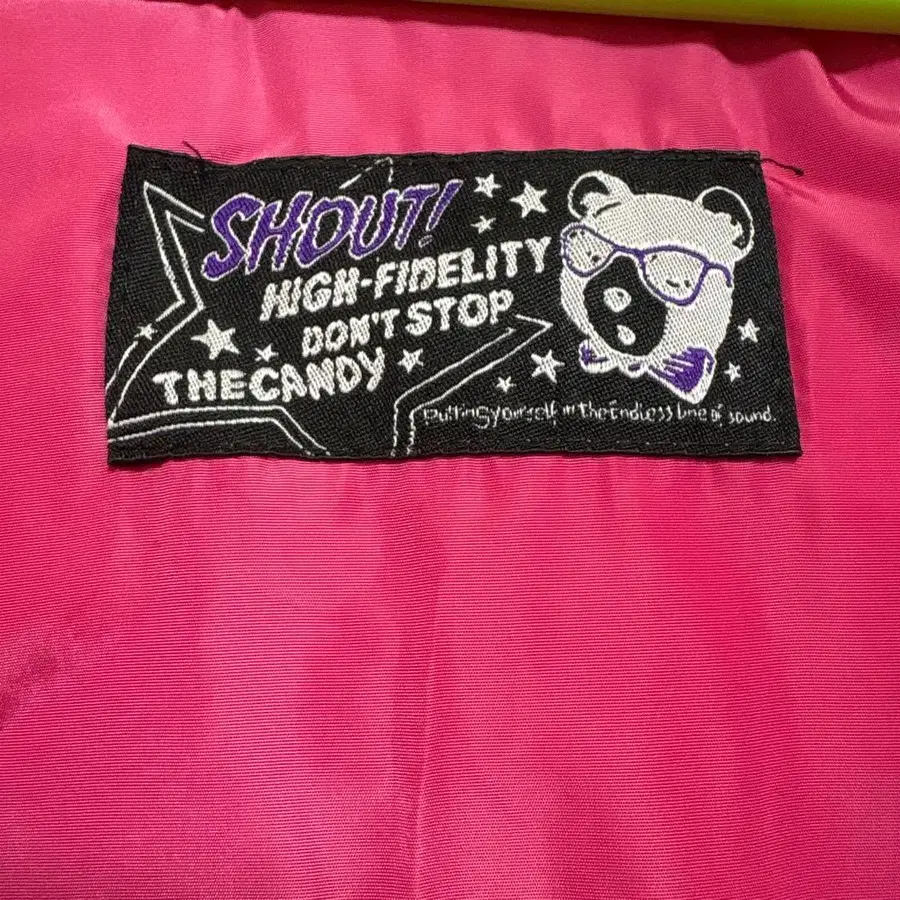 SHOUT!
HIGH-FIDELITY
DON'T STOP
THE CANDY
Putting yourself in the Endless line of sound.